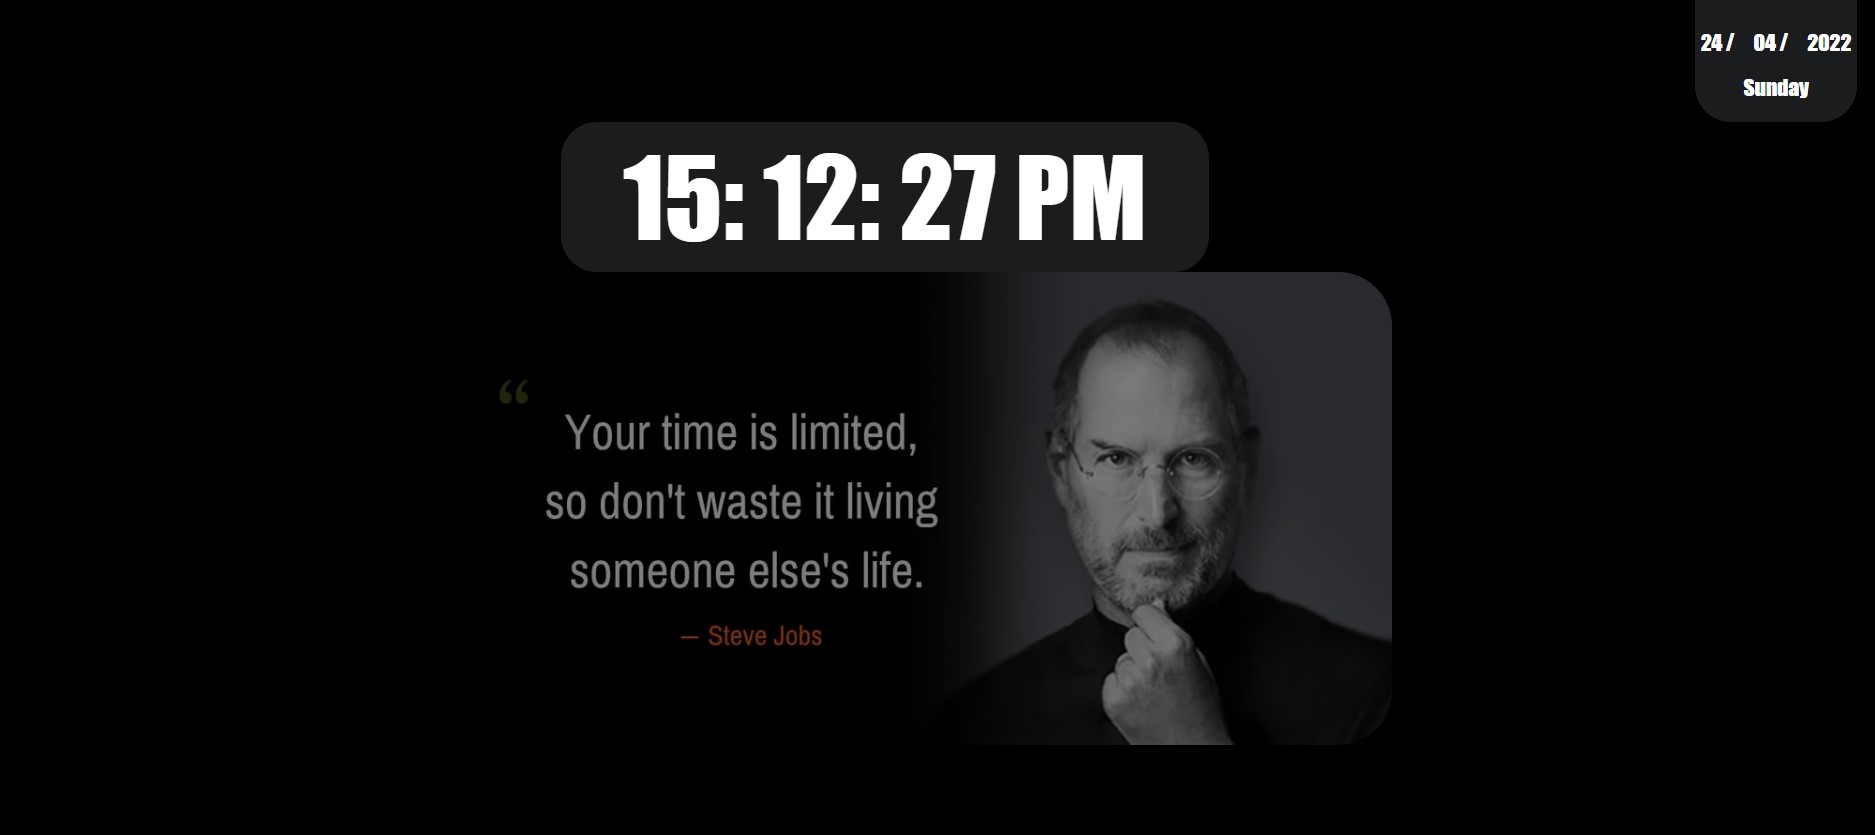 24 / 04 / 2022
Sunday
15: 12: 27 PM
“
Your time is limited,
so don't waste it living
someone else's life.
— Steve Jobs